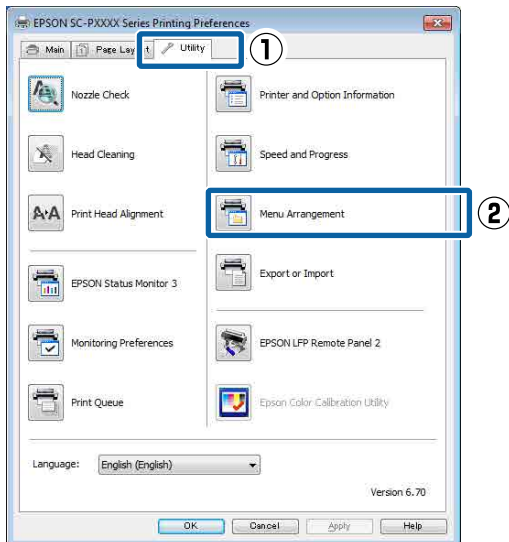 EPSON SC-PXXXX Series Printing Preferences
Main Page Lay t Utility ①
Nozzle Check Printer and Option Information
Head Cleaning Speed and Progress
A A Print Head Alignment Menu Arrangement ②
EPSON Status Monitor 3 Export or Import
Monitoring Preferences EPSON LFP Remote Panel 2
Print Queue Epson Color Calibration Utility
Language: English (English)
Version 6.70
OK Cancel Apply Help